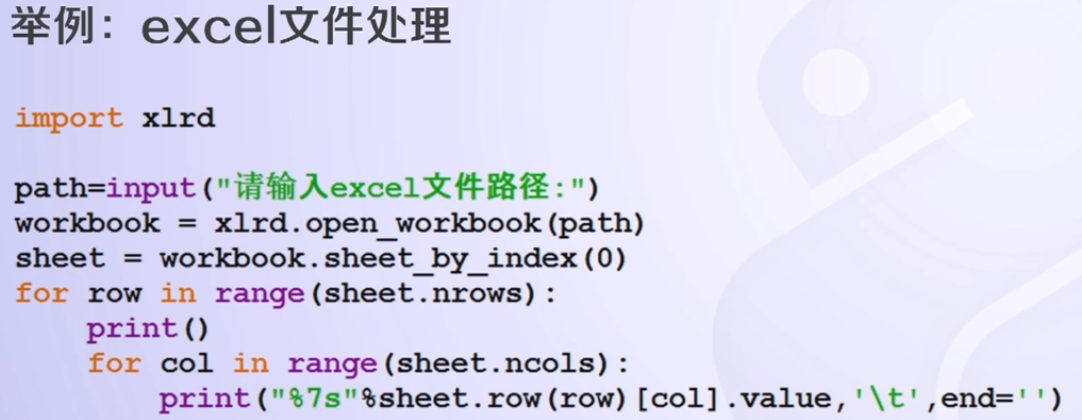 举例：excel文件处理
import xlrd
path=input("请输入excel文件路径:")
workbook = xlrd.open_workbook(path)
sheet = workbook.sheet_by_index(0)
for row in range(sheet.nrows):
    print()
    for col in range(sheet.ncols):
        print("%7s"%sheet.row(row)[col].value,'\t',end='')